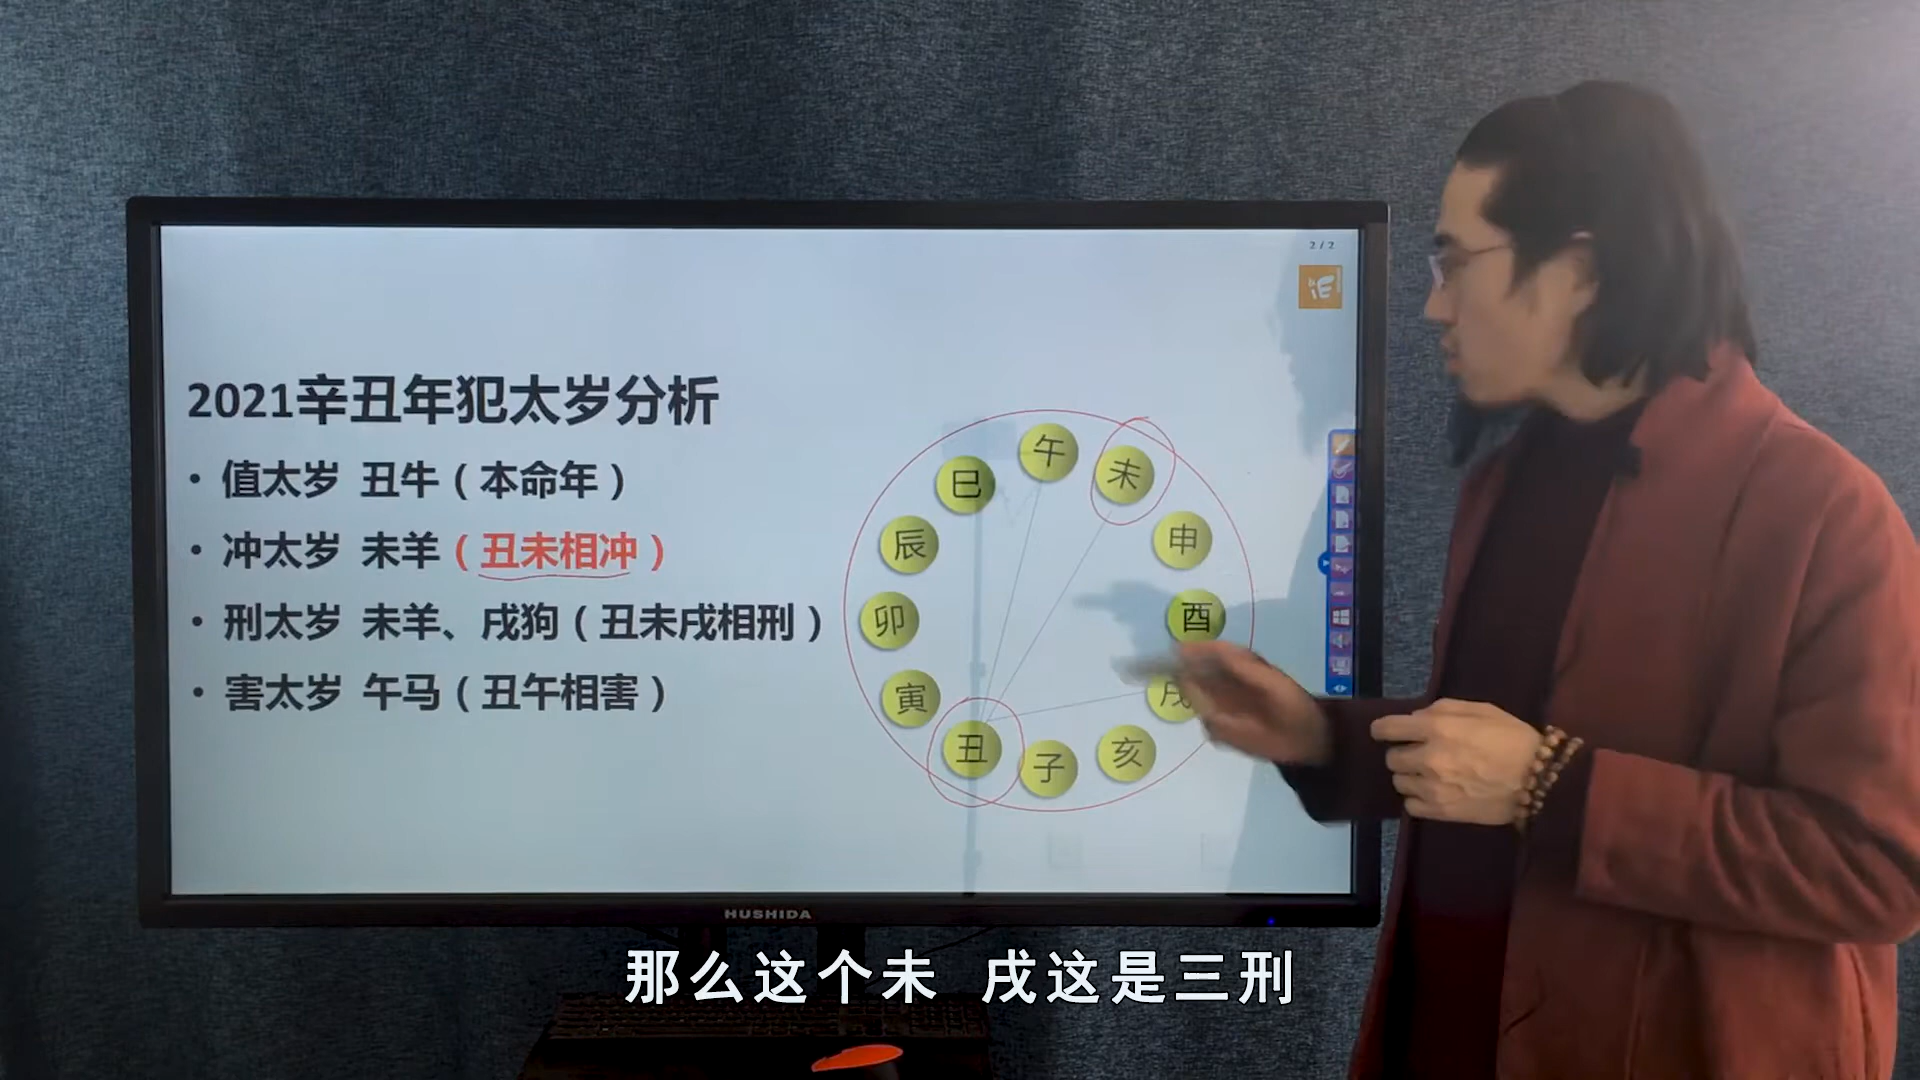 2 / 2
2021辛丑年犯太岁分析
• 值太岁 丑牛（本命年）
• 冲太岁 未羊（丑未相冲）
• 刑太岁 未羊、戌狗（丑未戌相刑）
• 害太岁 午马（丑午相害）
午
未
申
酉
戌
亥
子
丑
寅
卯
辰
巳
HUSHIDA
那么这个未 戌这是三刑